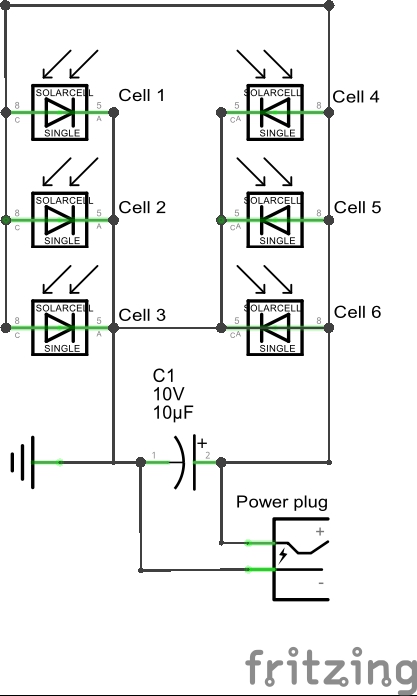 SOLARCELL
8 5 Cell 1
C A
SINGLE
SOLARCELL
5 8 Cell 4
CA
SINGLE
SOLARCELL
8 5 Cell 2
C A
SINGLE
SOLARCELL
5 8 Cell 5
CA
SINGLE
SOLARCELL
8 5 Cell 3
C A
SINGLE
SOLARCELL
5 8 Cell 6
CA
SINGLE
C1
10V
10µF
+
1 2
Power plug
+
-
fritzing